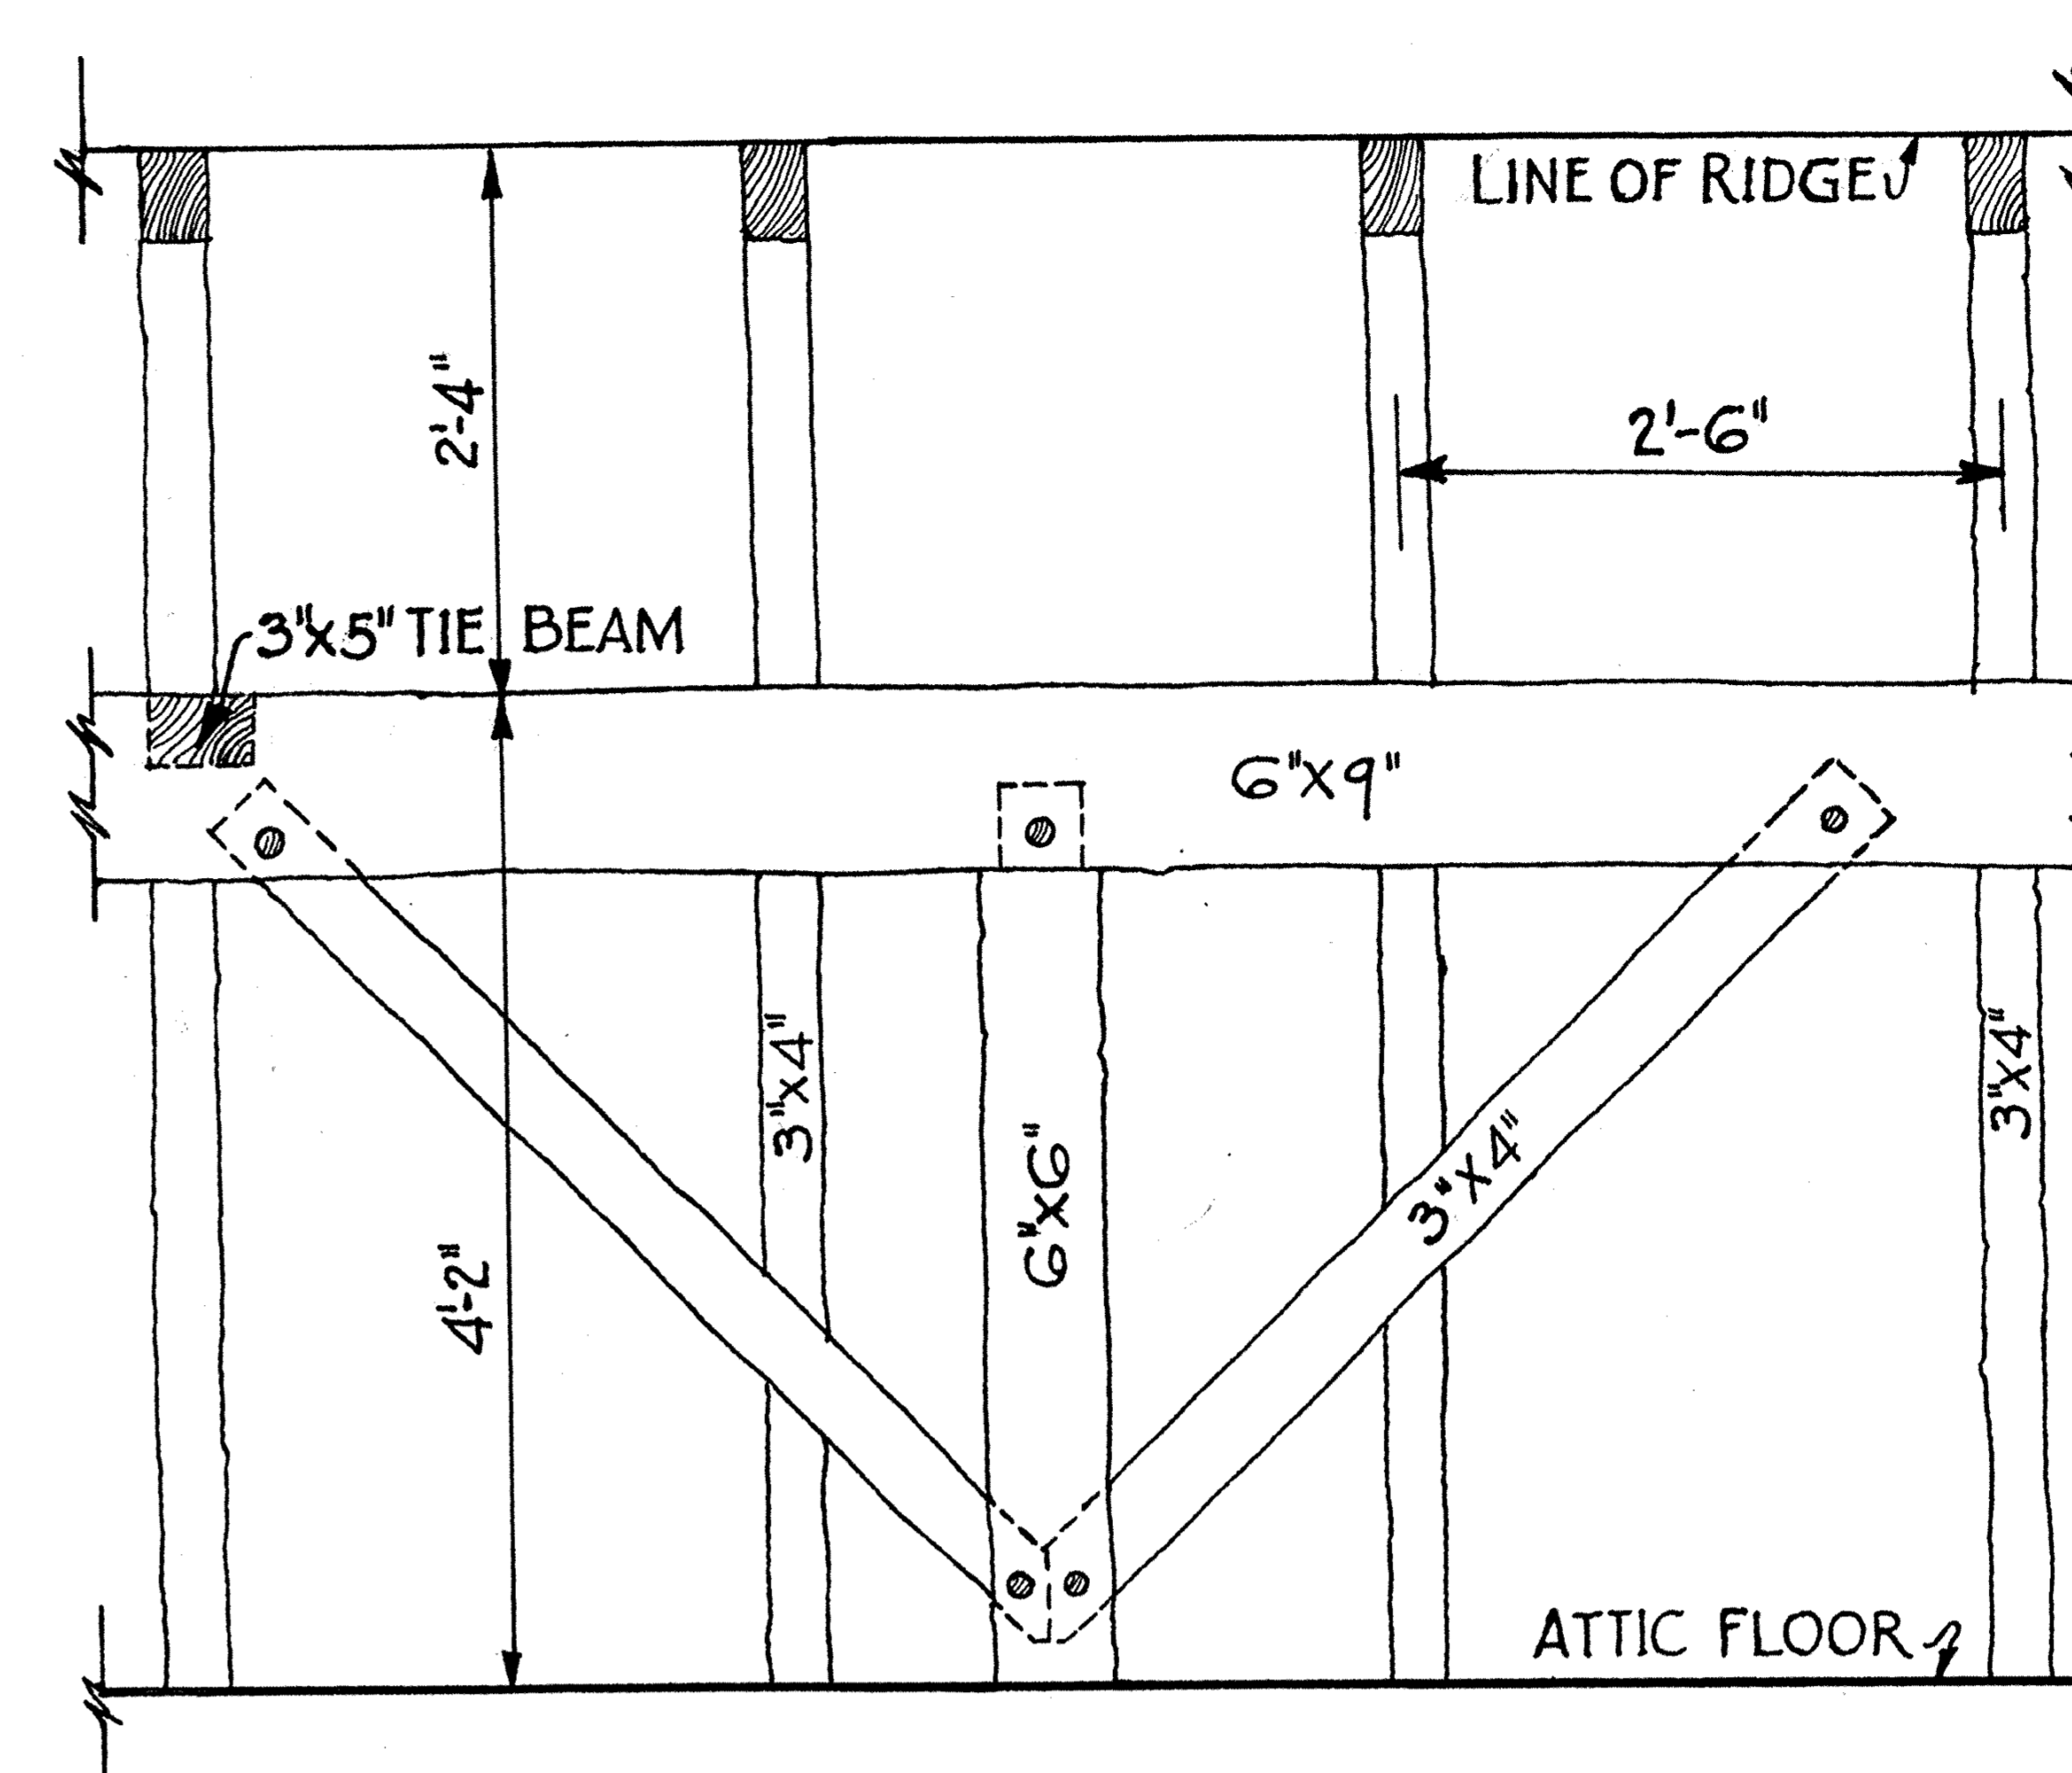 LINE OF RIDGE
2'-4"
2'-6"
3"x5" TIE BEAM
6"X9"
3"x4"
6"x6"
3"X4"
3"x4"
4'-2"
ATTIC FLOOR